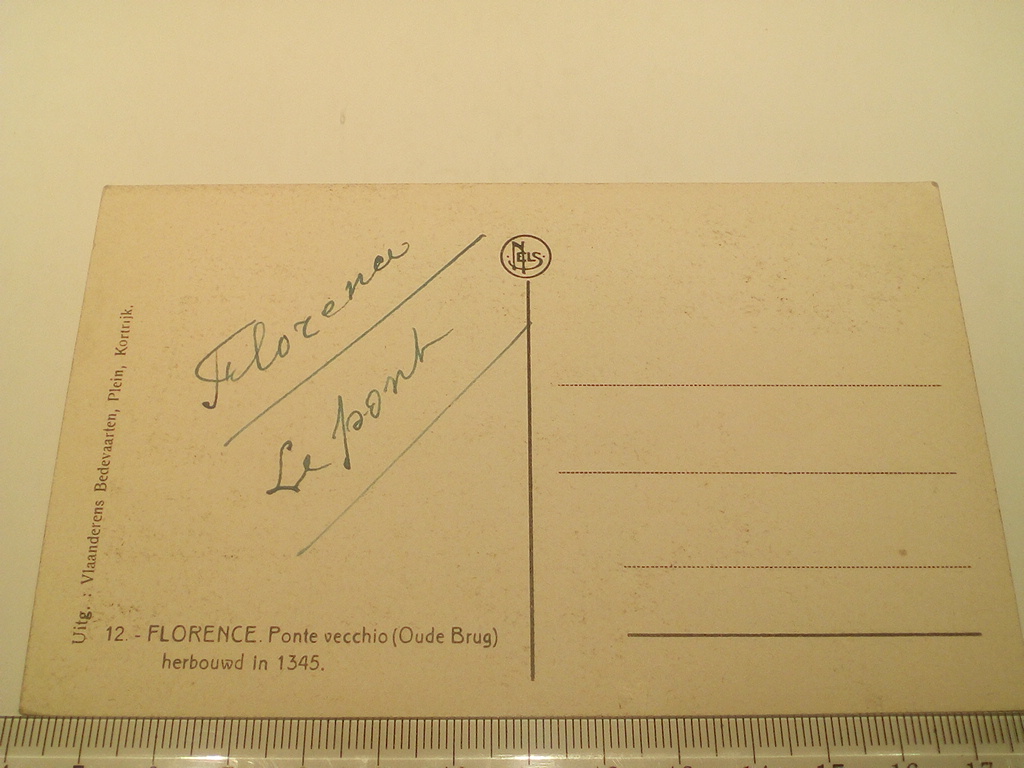 Florence
Le pont
NELS
Uitg. : Vlaanderens Bedevaarten, Plein, Kortrijk.
12. - FLORENCE. Ponte vecchio (Oude Brug)
herbouwd in 1345.